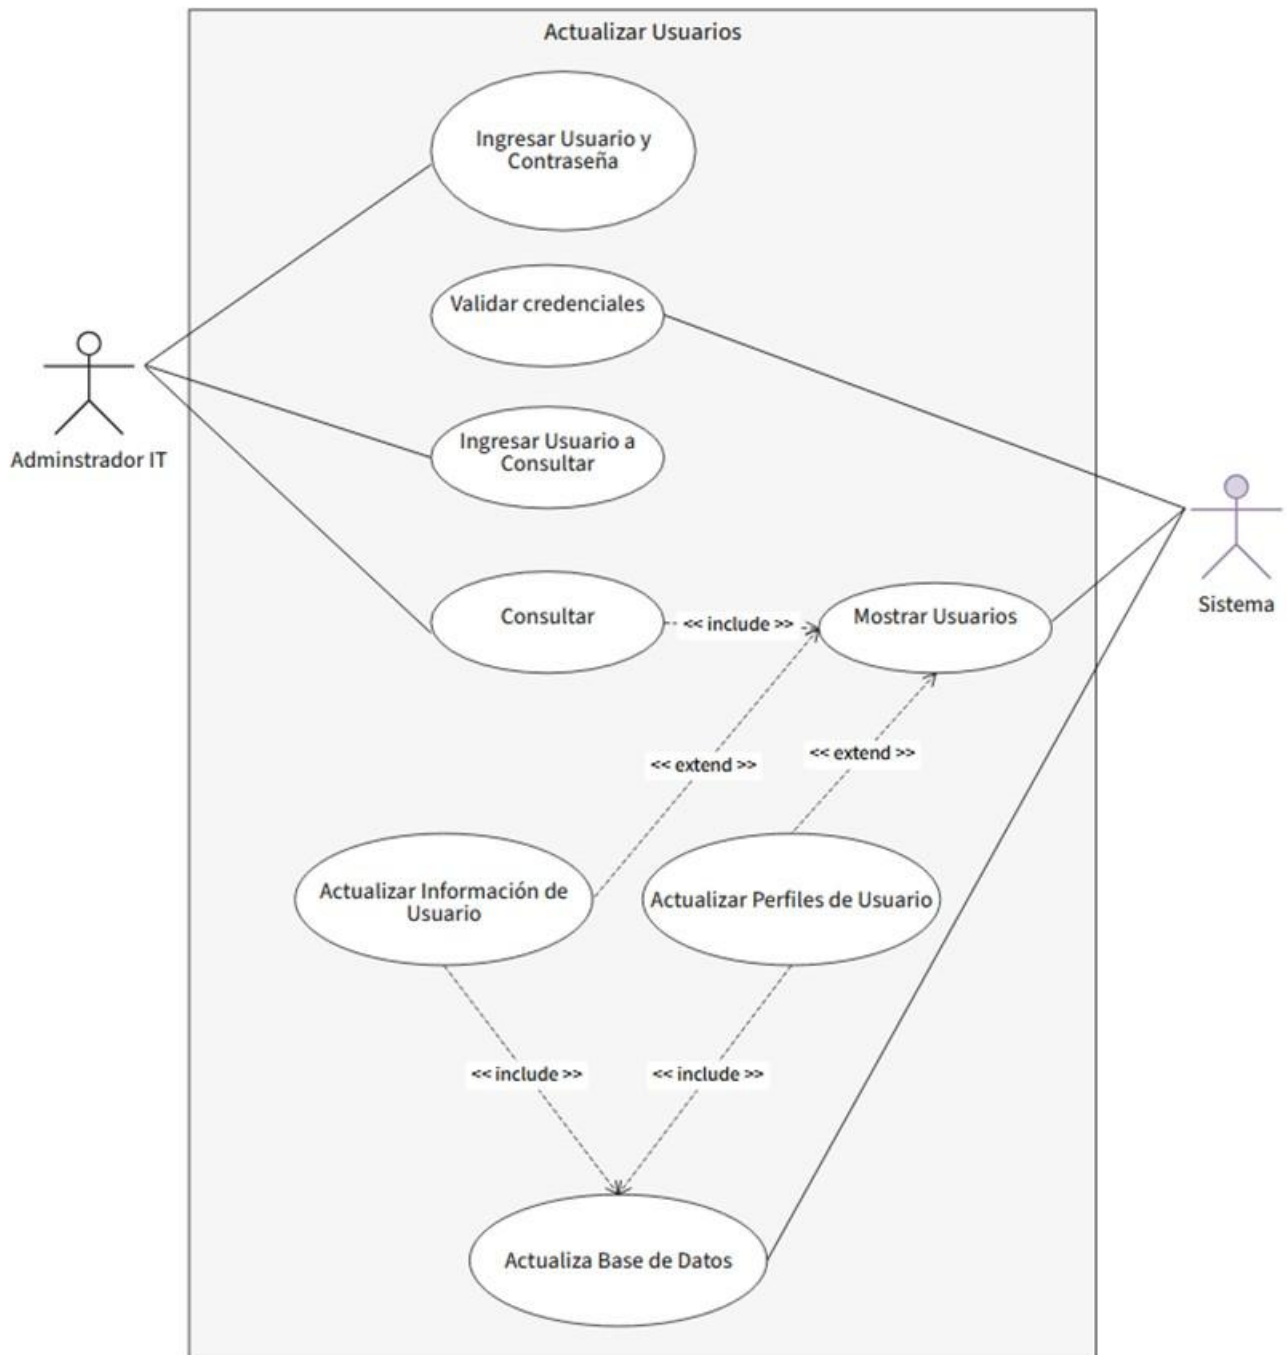 Actualizar Usuarios
Ingresar Usuario y
Contraseña
Validar credenciales
Adminstrador IT
Ingresar Usuario a
Consultar
Sistema
Consultar
<< include >>
Mostrar Usuarios
<< extend >>
<< extend >>
Actualizar Información de
Usuario
Actualizar Perfiles de Usuario
<< include >>
<< include >>
Actualiza Base de Datos